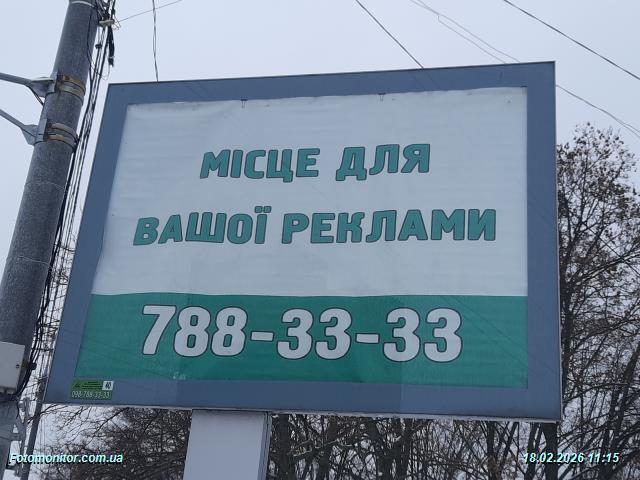 МІСЦЕ ДЛЯ
ВАШОЇ РЕКЛАМИ
788-33-33
40
098-788-33-33
Fotomonitor.com.ua
18.02.2026 11:15